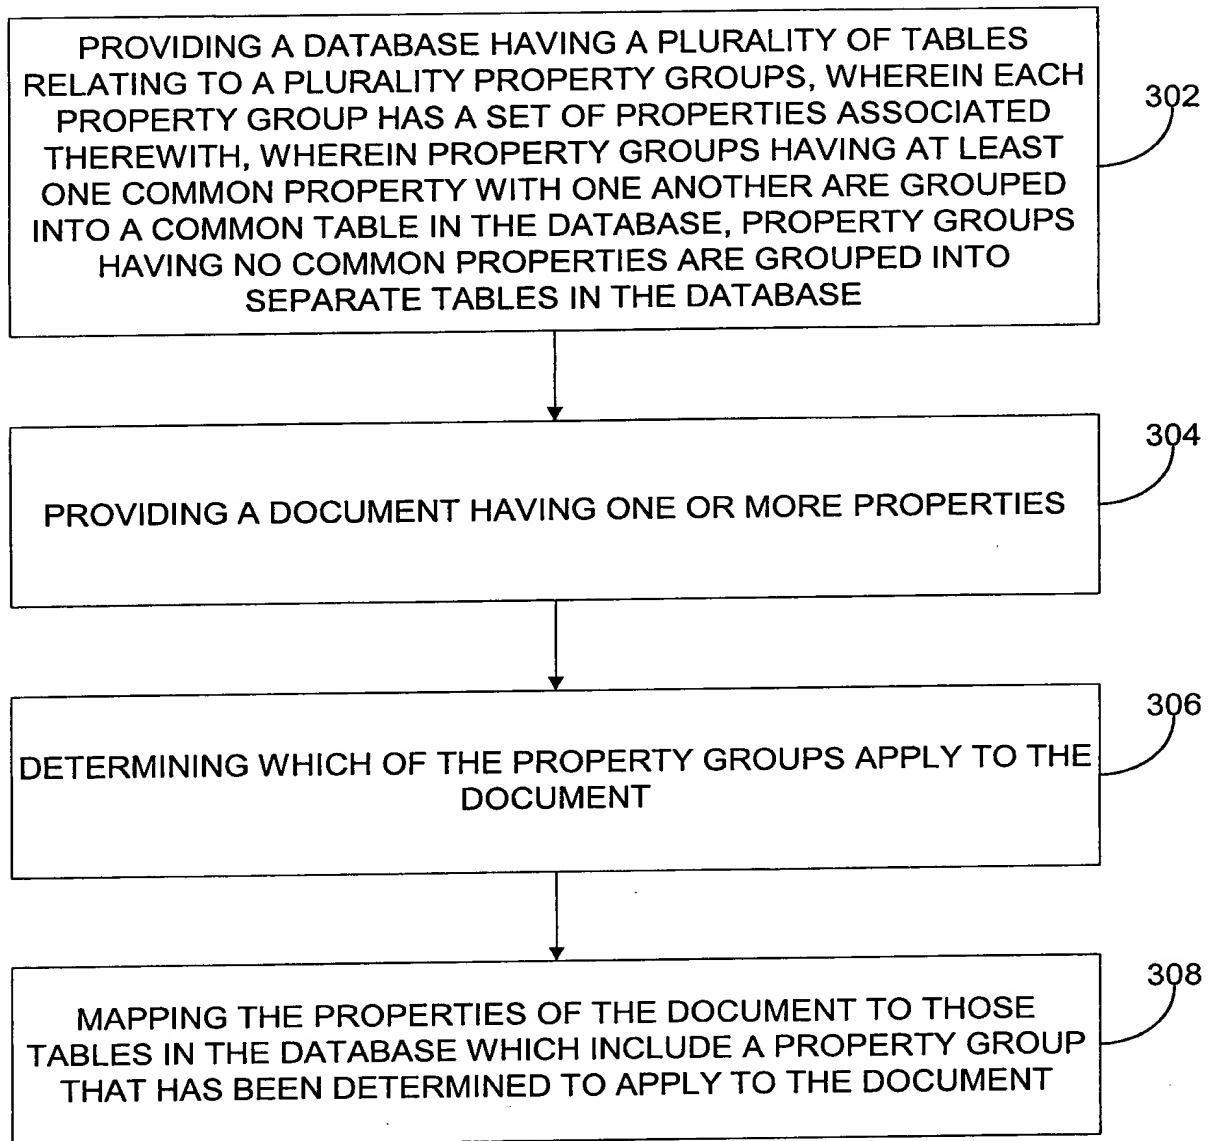 PROVIDING A DATABASE HAVING A PLURALITY OF TABLES
RELATING TO A PLURALITY PROPERTY GROUPS, WHEREIN EACH
PROPERTY GROUP HAS A SET OF PROPERTIES ASSOCIATED
THEREWITH, WHEREIN PROPERTY GROUPS HAVING AT LEAST
ONE COMMON PROPERTY WITH ONE ANOTHER ARE GROUPED
INTO A COMMON TABLE IN THE DATABASE, PROPERTY GROUPS
HAVING NO COMMON PROPERTIES ARE GROUPED INTO
SEPARATE TABLES IN THE DATABASE
302
PROVIDING A DOCUMENT HAVING ONE OR MORE PROPERTIES
304
DETERMINING WHICH OF THE PROPERTY GROUPS APPLY TO THE
DOCUMENT
306
MAPPING THE PROPERTIES OF THE DOCUMENT TO THOSE
TABLES IN THE DATABASE WHICH INCLUDE A PROPERTY GROUP
THAT HAS BEEN DETERMINED TO APPLY TO THE DOCUMENT
308